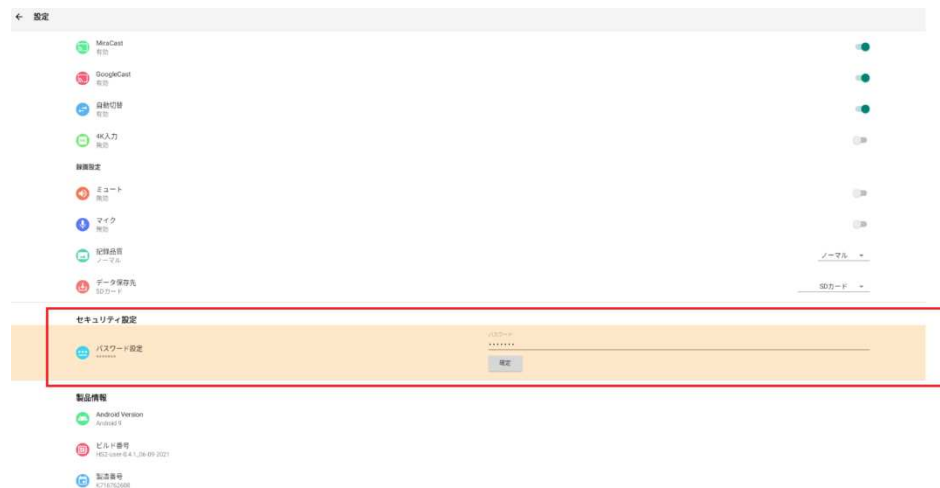 ← 設定
MiraCast
有効
GoogleCast
有効
自動切替
有効
4K入力
無効
録画設定
ミュート
無効
マイク
無効
記録品質
ノーマル
ノーマル
データ保存先
SDカード
SDカード
セキュリティ設定
パスワード設定
•••••••
パスワード
•••••••
確定
製品情報
Android Version
Android 9
ビルド番号
製造番号
K716762688